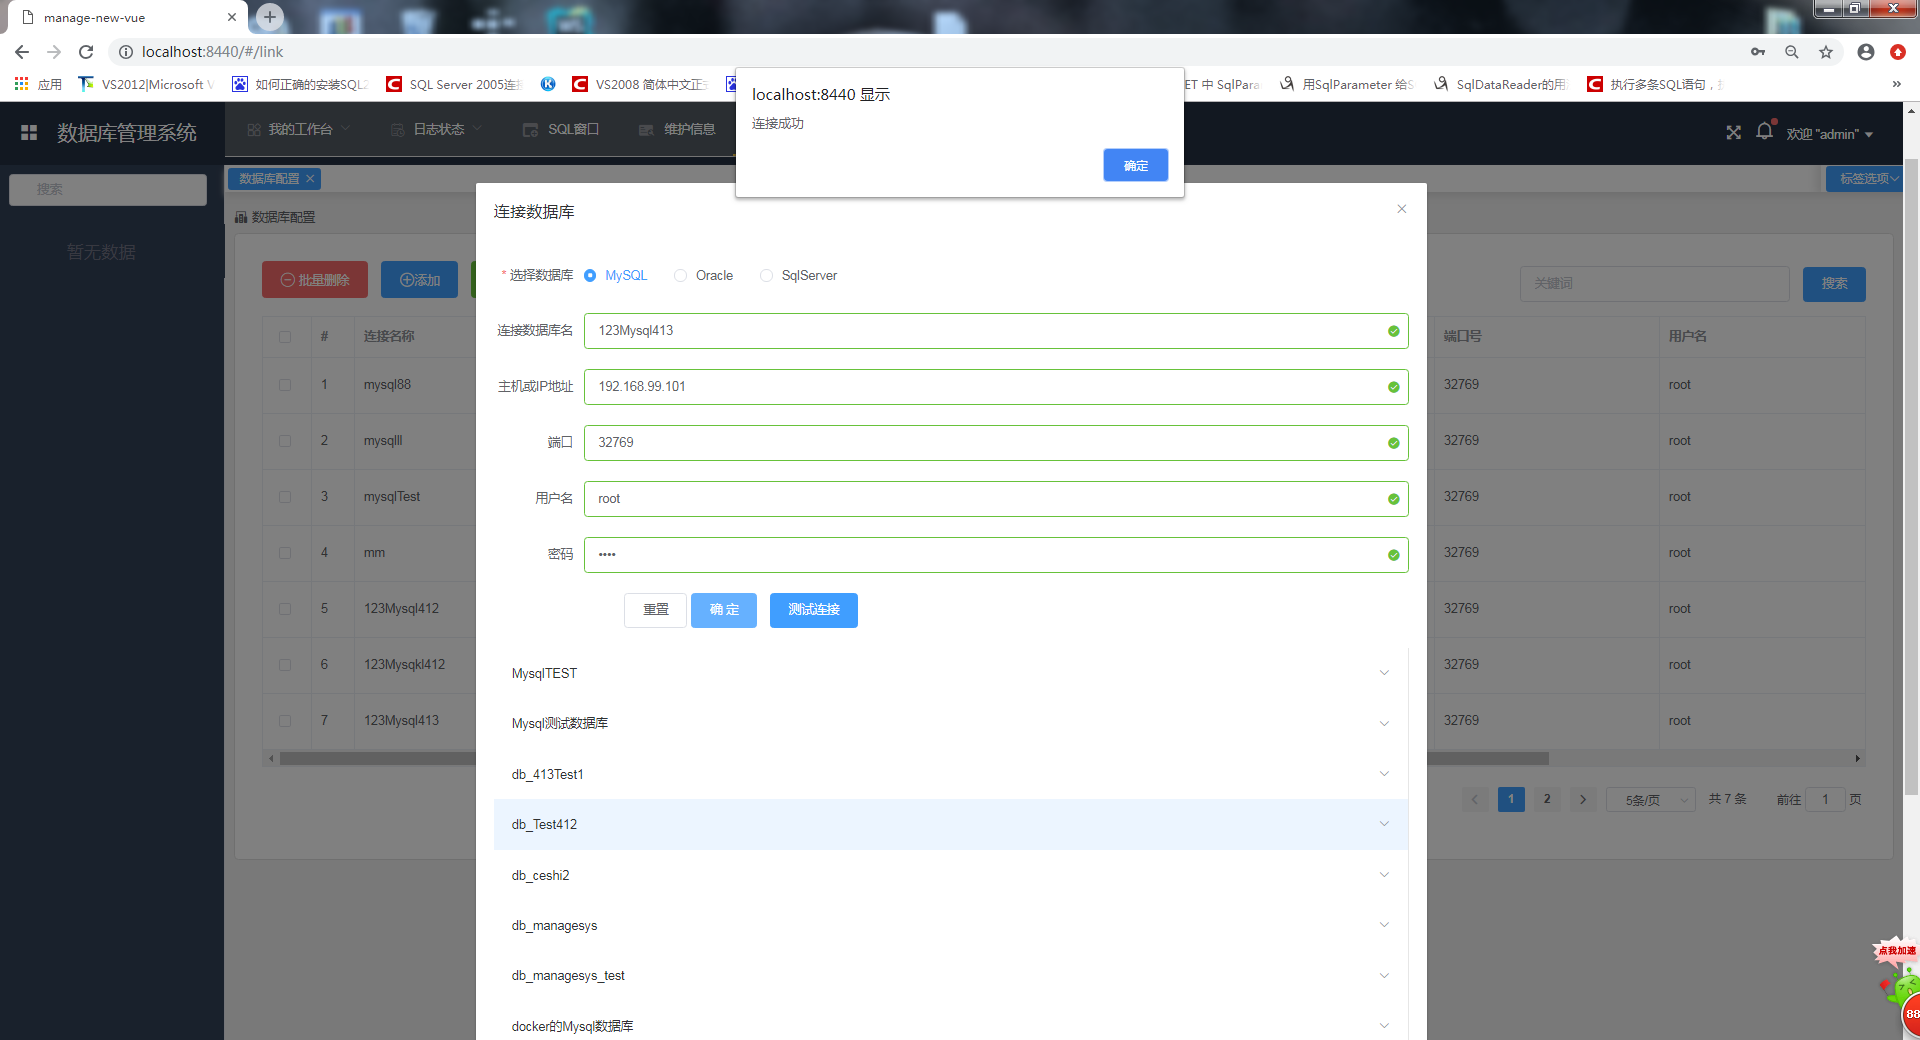 manage-new-vue
localhost:8440/#/link
应用
VS2012|Microsoft V
如何正确的安装SQL2
SQL Server 2005连
VS2008 简体中文正
ET 中 SqlPara
用SqlParameter 给S
SqlDataReader的用
执行多条SQL语句，
»
localhost:8440 显示
连接成功
确定
数据库管理系统
我的工作台
日志状态
SQL窗口
维护信息
欢迎 "admin"
搜索
暂无数据
数据库配置
标签选项
数据库配置
批量删除
添加
关键词
搜索
# 连接名称 端口号 用户名
1 mysql88 32769 root
2 mysqlll 32769 root
3 mysqlTest 32769 root
4 mm 32769 root
5 123Mysql412 32769 root
6 123Mysqkl412 32769 root
7 123Mysql413 32769 root
1 2 5条/页 共 7 条 前往 1 页
连接数据库
* 选择数据库 MySQL Oracle SqlServer
连接数据库名 123Mysql413
主机或IP地址 192.168.99.101
端口 32769
用户名 root
密码 ••••
重置 确 定 测试连接
MysqlTEST
Mysql测试数据库
db_413Test1
db_Test412
db_ceshi2
db_managesys
db_managesys_test
docker的Mysql数据库
点我加速
88